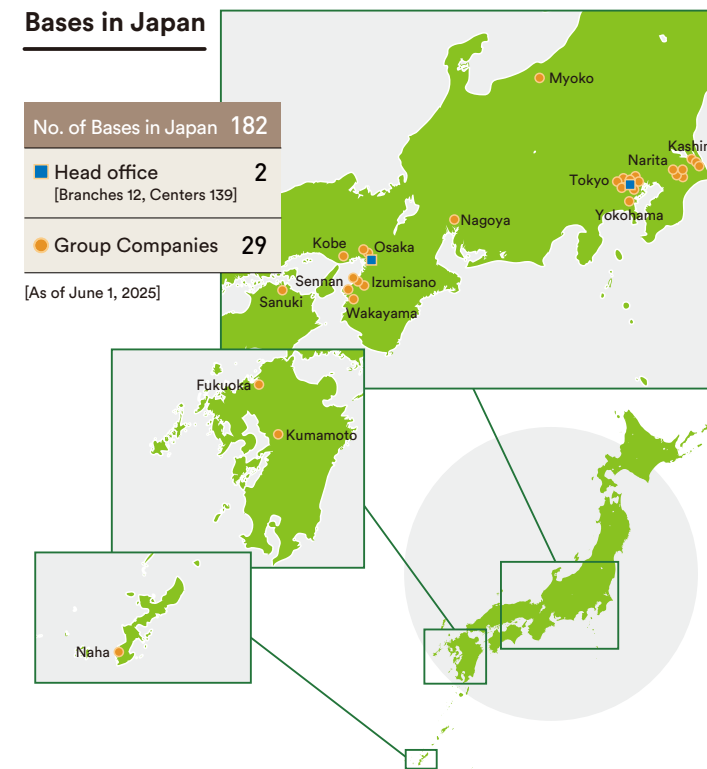 Bases in Japan
No. of Bases in Japan 182
Head office 2
[Branches 12, Centers 139]
Group Companies 29
[As of June 1, 2025]
Myoko
Narita
Tokyo
Yokohama
Nagoya
Kobe
Osaka
Sennan
Izumisano
Sanuki
Wakayama
Fukuoka
Kumamoto
Naha